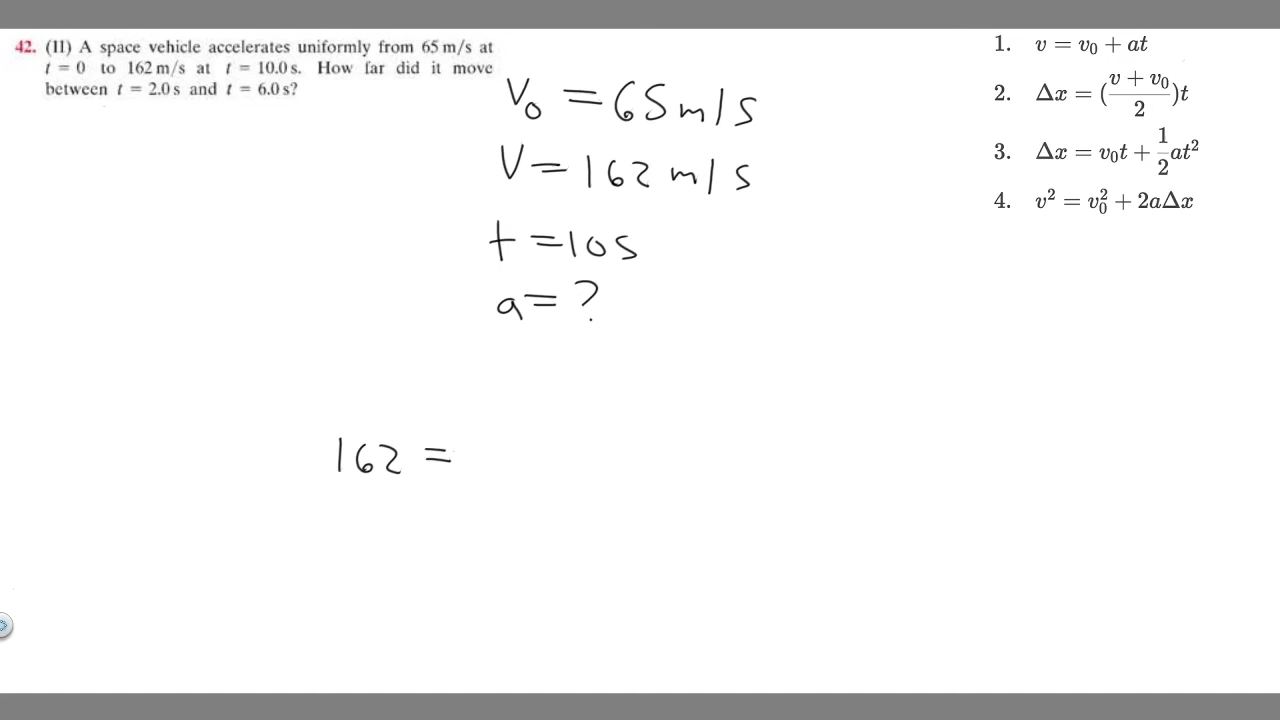 42. (II) A space vehicle accelerates uniformly from 65 m/s at
t = 0 to 162 m/s at t = 10.0 s. How far did it move
between t = 2.0 s and t = 6.0 s?
v₀ = 65 m/s
v = 162 m/s
t = 10 s
a = ?
162 =
1. v = v₀ + at
2. Δx = ((v + v₀)/2)t
3. Δx = v₀t + 1/2 at²
4. v² = v₀² + 2aΔx